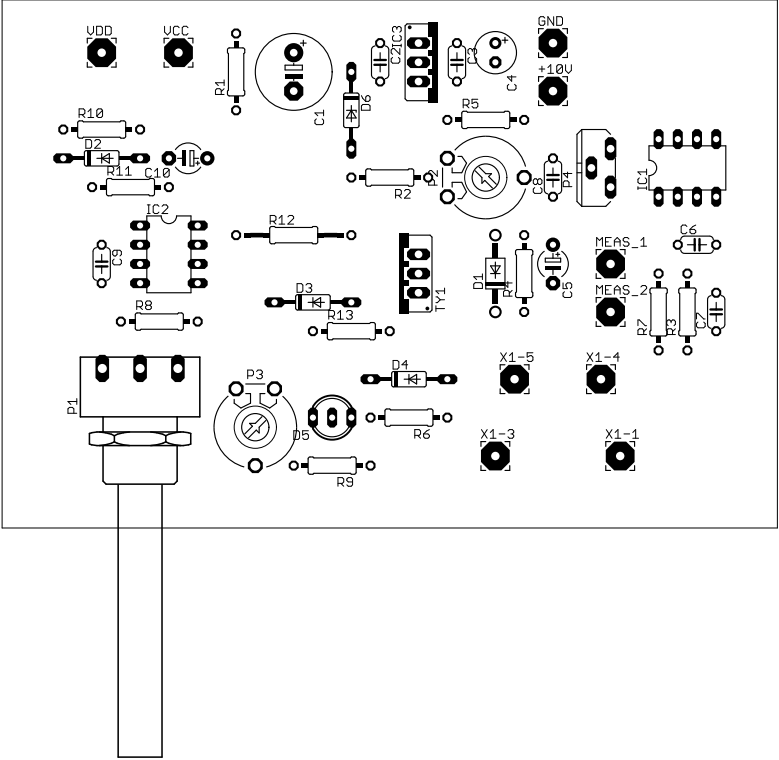 VDD
VCC
GND
+10V
R1
C1
D6
C2
IC3
C3
C4
R5
R10
D2
R11
C10
R2
P2
C8
P4
IC1
IC2
R12
C9
D3
R8
R13
TY1
D1
R4
C5
MEAS_1
MEAS_2
C6
R7
R3
C7
X1-5
X1-4
P1
P3
D4
D5
R6
R9
X1-3
X1-1